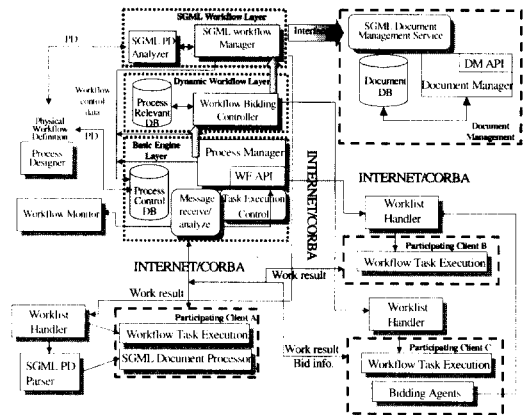 SGML Workflow Layer
PD
SGML PD
Analyzer
SGML workflow
Manager
Interface
SGML Document
Management Service
DM API
Document
DB
Document Manager
Document
Management
Dynamic Workflow Layer
Process
Relevant
DB
Workflow Bidding
Controller
Workflow
control
data
Physical
Workflow
Definition
PD
Process
Designer
Basic Engine
Layer
Process Manager
WF API
Process
Control
DB
Message
receive/
analyze
Task Execution
Control
Workflow Monitor
INTERNET/CORBA
INTERNET/CORBA
Worklist
Handler
Participating Client B
Workflow Task Execution
INTERNET/CORBA
Work result
Work result
Worklist
Handler
Participating Client A
Workflow Task Execution
SGML Document Processor
SGML PD
Parser
Worklist
Handler
Participating Client C
Work result
Bid info.
Workflow Task Execution
Bidding Agents